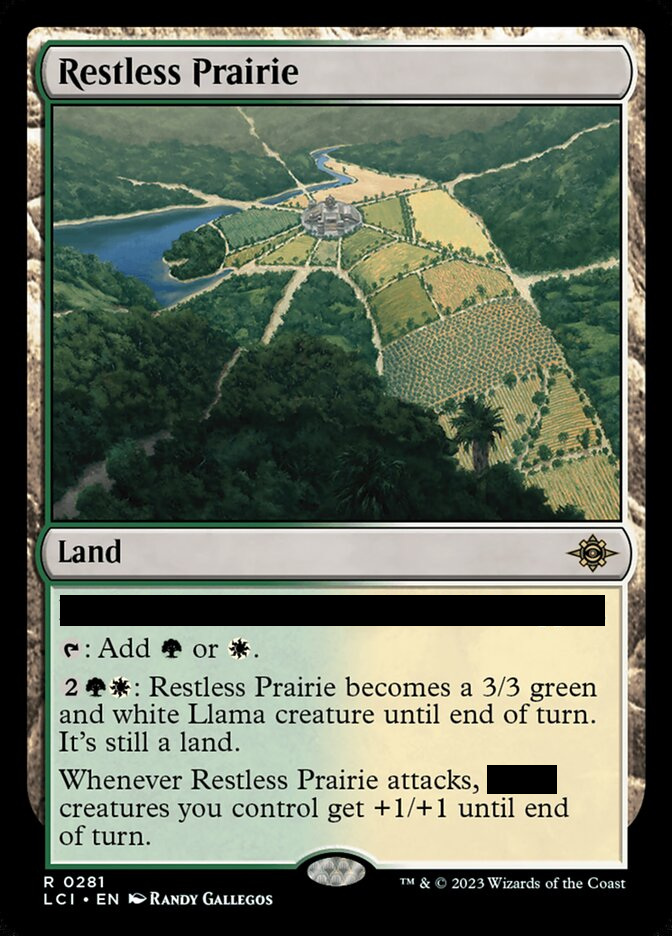 Restless Prairie
Land
: Add or .
2 : Restless Prairie becomes a 3/3 green
and white Llama creature until end of turn.
It's still a land.
Whenever Restless Prairie attacks,
creatures you control get +1/+1 until end
of turn.
R 0281
LCI • EN Randy Gallegos
™ & © 2023 Wizards of the Coast